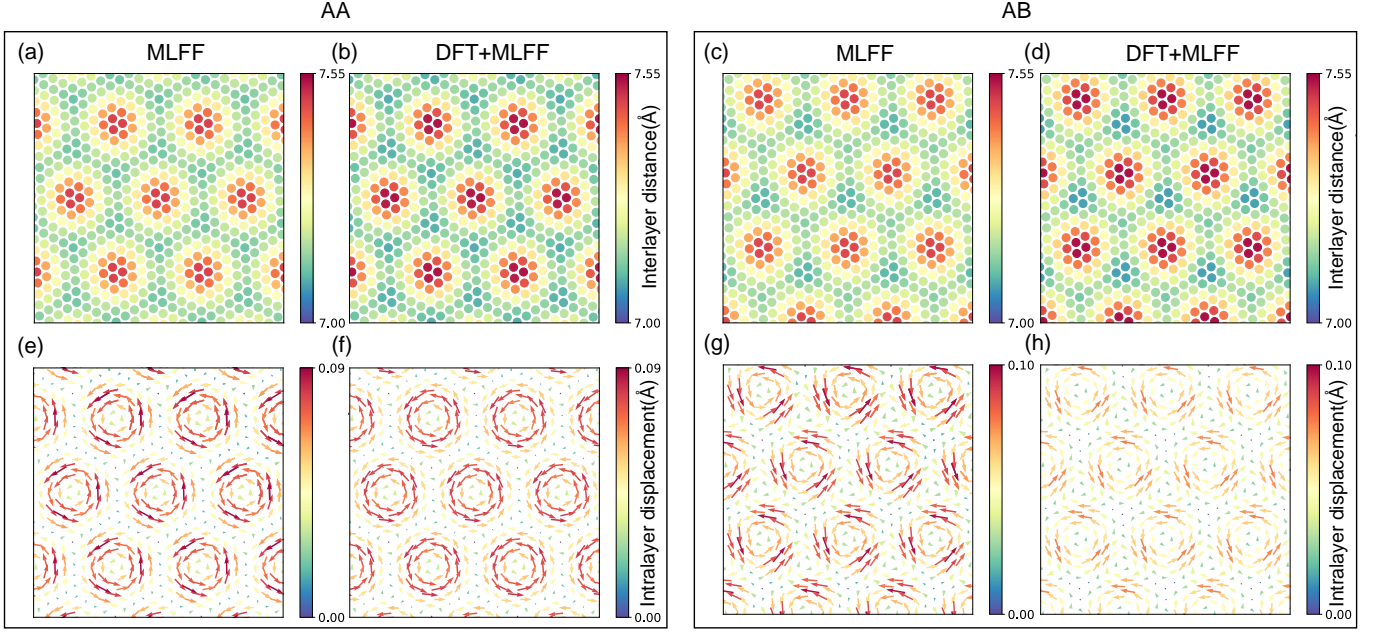 AA
AB
(a)
MLFF
(b)
DFT+MLFF
(c)
MLFF
(d)
DFT+MLFF
7.55
7.00
7.55
7.00
Interlayer distance(Å)
7.55
7.00
7.55
7.00
Interlayer distance(Å)
(e)
(f)
(g)
(h)
0.09
0.00
0.09
0.00
Intralayer displacement(Å)
0.10
0.00
0.10
0.00
Intralayer displacement(Å)